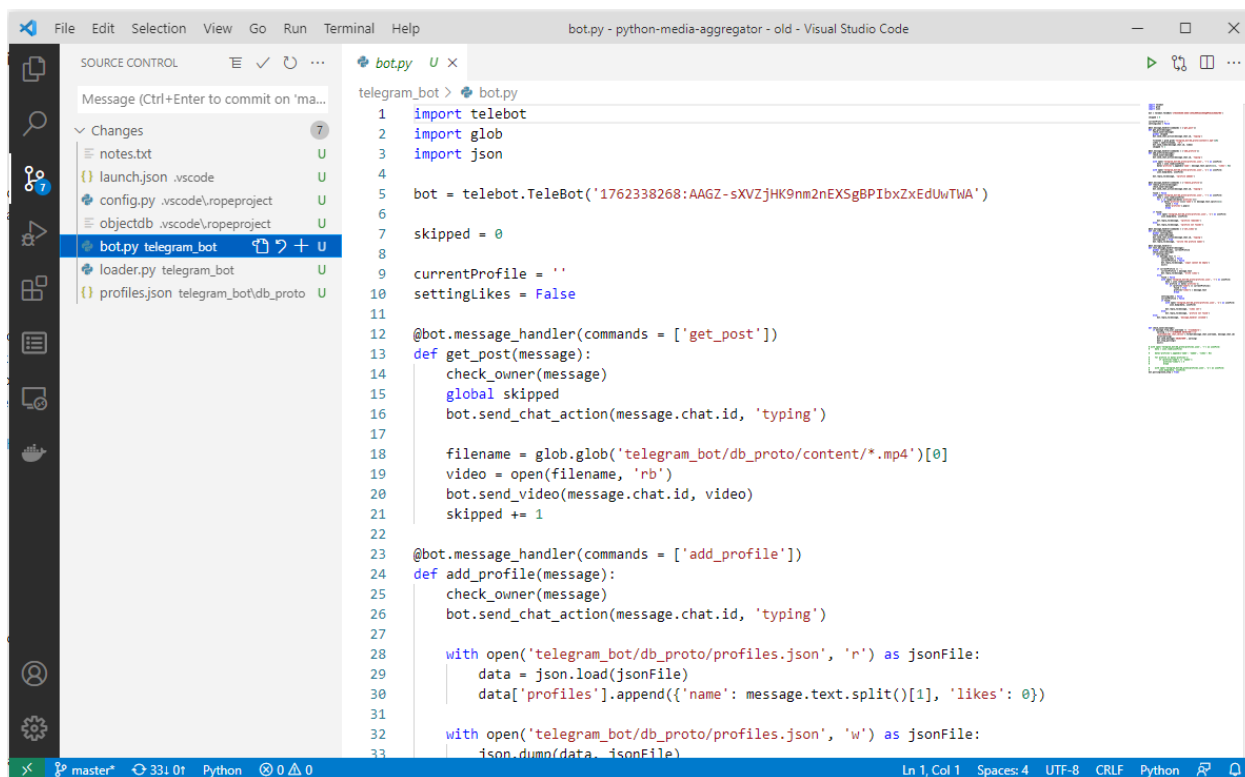 File Edit Selection View Go Run Terminal Help bot.py - python-media-aggregator - old - Visual Studio Code
SOURCE CONTROL
Message (Ctrl+Enter to commit on 'ma...
Changes 7
notes.txt U
launch.json .vscode U
config.py .vscode\.ropeproject U
objectdb .vscode\.ropeproject U
bot.py telegram_bot U
loader.py telegram_bot U
profiles.json telegram_bot\db_proto U
7
bot.py U
telegram_bot > bot.py
1 import telebot
2 import glob
3 import json
4
5 bot = telebot.TeleBot('1762338268:AAGZ-sXVZjHK9nm2nEXSgBPIbxZxEdUwTWA')
6
7 skipped = 0
8
9 currentProfile = ''
10 settingLikes = False
11
12 @bot.message_handler(commands = ['get_post'])
13 def get_post(message):
14 check_owner(message)
15 global skipped
16 bot.send_chat_action(message.chat.id, 'typing')
17
18 filename = glob.glob('telegram_bot/db_proto/content/*.mp4')[0]
19 video = open(filename, 'rb')
20 bot.send_video(message.chat.id, video)
21 skipped += 1
22
23 @bot.message_handler(commands = ['add_profile'])
24 def add_profile(message):
25 check_owner(message)
26 bot.send_chat_action(message.chat.id, 'typing')
27
28 with open('telegram_bot/db_proto/profiles.json', 'r') as jsonFile:
29 data = json.load(jsonFile)
30 data['profiles'].append({'name': message.text.split()[1], 'likes': 0})
31
32 with open('telegram_bot/db_proto/profiles.json', 'w') as jsonFile:
33 json.dump(data, jsonFile)
master* 33↓ 0↑ Python 0 0 Ln 1, Col 1 Spaces: 4 UTF-8 CRLF Python